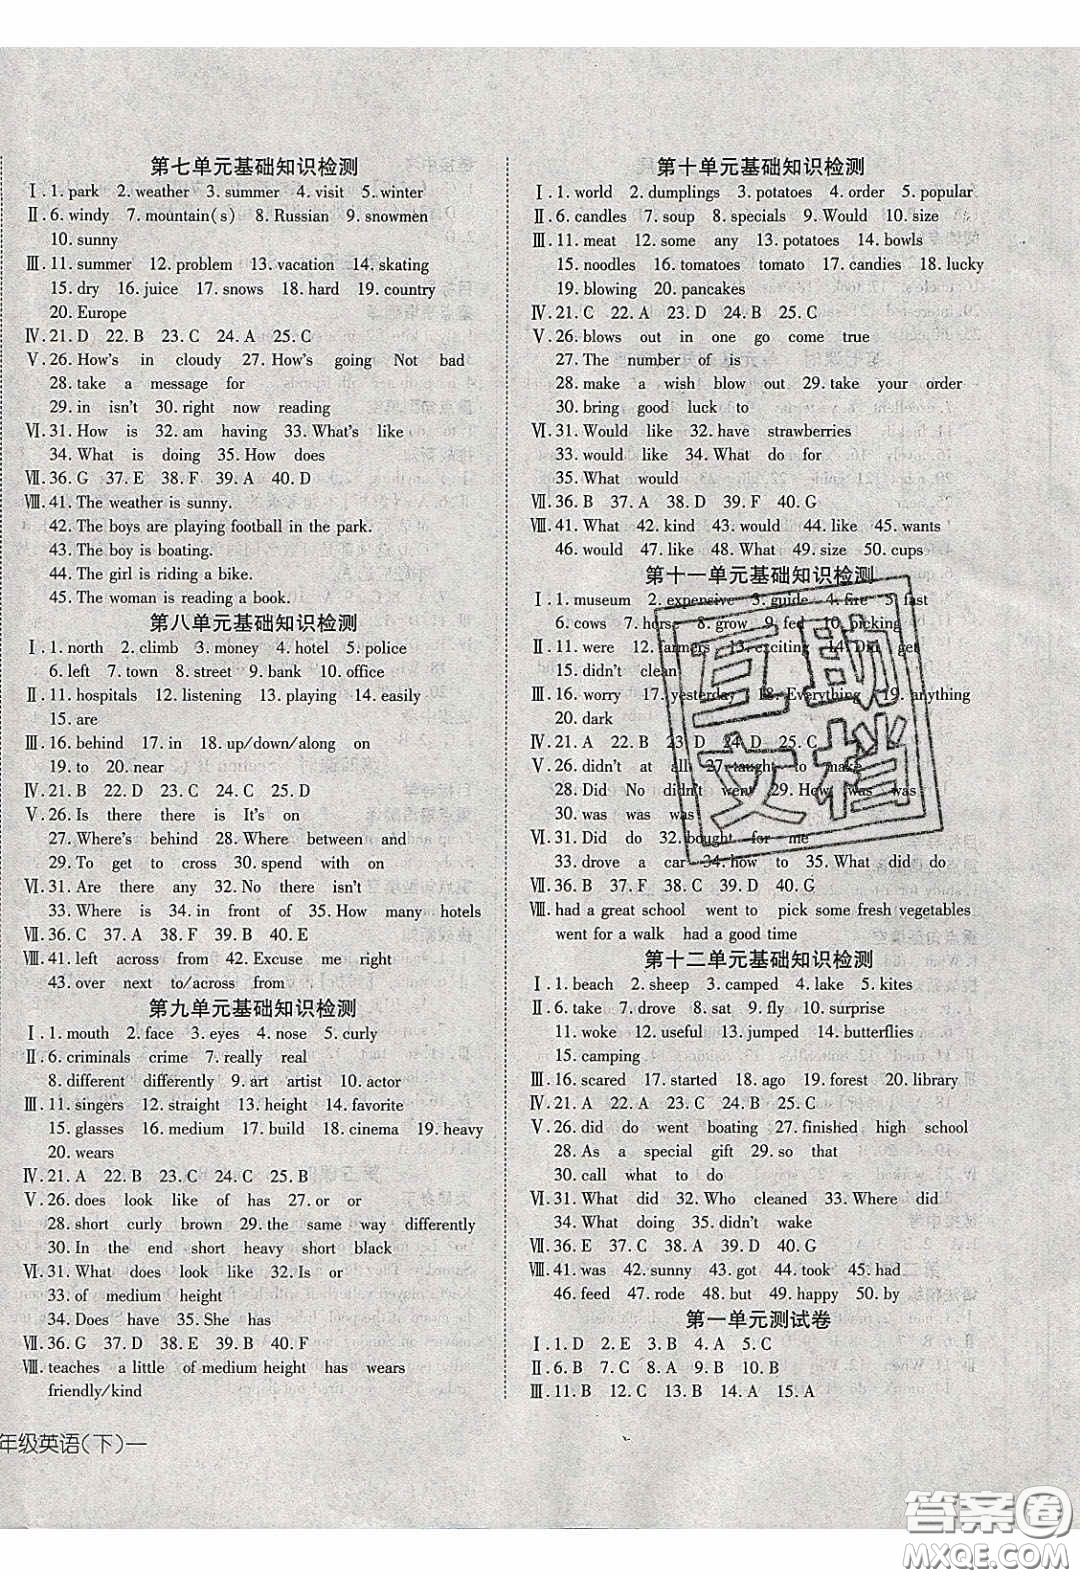 第七单元基础知识检测
Ⅰ. 1. park 2. weather 3. summer 4. visit 5. winter
Ⅱ. 6. windy 7. mountain(s) 8. Russian 9. snowmen
10. sunny
Ⅲ. 11. summer 12. problem 13. vacation 14. skating
15. dry 16. juice 17. snows 18. hard 19. country
20. Europe
Ⅳ. 21. D 22. B 23. C 24. A 25. C
Ⅴ. 26. How's in cloudy 27. How's going Not bad
28. take a message for
29. in isn't 30. right now reading
Ⅵ. 31. How is 32. am having 33. What's like
34. What is doing 35. How does
Ⅶ. 36. G 37. E 38. F 39. A 40. D
Ⅷ. 41. The weather is sunny.
42. The boys are playing football in the park.
43. The boy is boating.
44. The girl is riding a bike.
45. The woman is reading a book.
第八单元基础知识检测
Ⅰ. 1. north 2. climb 3. money 4. hotel 5. police
6. left 7. town 8. street 9. bank 10. office
Ⅱ. 11. hospitals 12. listening 13. playing 14. easily
15. are
Ⅲ. 16. behind 17. in 18. up/down/along on
19. to 20. near
Ⅳ. 21. B 22. D 23. C 24. A 25. D
Ⅴ. 26. Is there there is It's on
27. Where's behind 28. Where between and
29. To get to cross 30. spend with on
Ⅵ. 31. Are there any 32. No there isn't
33. Where is 34. in front of 35. How many hotels
Ⅶ. 36. C 37. A 38. F 39. B 40. E
Ⅷ. 41. left across from 42. Excuse me right
43. over next to/across from
第九单元基础知识检测
Ⅰ. 1. mouth 2. face 3. eyes 4. nose 5. curly
Ⅱ. 6. criminals crime 7. really real
8. different differently 9. art artist 10. actor
Ⅲ. 11. singers 12. straight 13. height 14. favorite
15. glasses 16. medium 17. build 18. cinema 19. heavy
20. wears
Ⅳ. 21. A 22. B 23. C 24. C 25. B
Ⅴ. 26. does look like of has 27. or or
28. short curly brown 29. the same way differently
30. In the end short heavy short black
Ⅵ. 31. What does look like 32. Is or
33. of medium height
34. Does have 35. She has
Ⅶ. 36. G 37. D 38. E 39. B 40. F
Ⅷ. teaches a little of medium height has wears
friendly/kind
年级英语(下)—
第十单元基础知识检测
Ⅰ. 1. world 2. dumplings 3. potatoes 4. order 5. popular
Ⅱ. 6. candles 7. soup 8. specials 9. Would 10. size
Ⅲ. 11. meat 12. some any 13. potatoes 14. bowls
15. noodles 16. tomatoes tomato 17. candies 18. lucky
19. blowing 20. pancakes
Ⅳ. 21. C 22. A 23. D 24. B 25. C
Ⅴ. 26. blows out in one go come true
27. The number of is
28. make a wish blow out 29. take your order
30. bring good luck to
Ⅵ. 31. Would like 32. have strawberries
33. would like 34. What do for
35. What would
Ⅶ. 36. B 37. A 38. F 39. D 40. G
Ⅷ. 41. What 42. kind 43. would 44. like 45. wants
46. would 47. like 48. What 49. size 50. cups
第十一单元基础知识检测
Ⅰ. 1. museum 2. expensive 3. guide 4. fire 5. fast
6. cows 7. horse 8. grow 9. fed 10. picking
Ⅱ. 11. were 12. farmers 13. exciting 14. Did get
15. didn't clean
Ⅲ. 16. worry 17. yesterday 18. Everything 19. anything
20. dark
Ⅳ. 21. A 22. B 23. D 24. D 25. C
Ⅴ. 26. didn't at all 27. taught to make
28. Did No didn't went 29. How was was
30. was was was
Ⅵ. 31. Did do 32. bought for me
33. drove a car 34. how to 35. What did do
Ⅶ. 36. B 37. F 38. C 39. D 40. G
Ⅷ. had a great school went to pick some fresh vegetables
went for a walk had a good time
第十二单元基础知识检测
Ⅰ. 1. beach 2. sheep 3. camped 4. lake 5. kites
Ⅱ. 6. take 7. drove 8. sat 9. fly 10. surprise
11. woke 12. useful 13. jumped 14. butterflies
15. camping
Ⅲ. 16. scared 17. started 18. ago 19. forest 20. library
Ⅳ. 21. A 22. A 23. C 24. A 25. C
Ⅴ. 26. did do went boating 27. finished high school
28. As a special gift 29. so that
30. call what to do
Ⅵ. 31. What did 32. Who cleaned 33. Where did
34. What doing 35. didn't wake
Ⅶ. 36. E 37. G 38. F 39. D 40. A
Ⅷ. 41. was 42. sunny 43. got 44. took 45. had
46. feed 47. rode 48. but 49. happy 50. by
第一单元测试卷
Ⅰ. 1. D 2. E 3. B 4. A 5. C
Ⅱ. 6. B 7. C 8. A 9. B 10. B
Ⅲ. 11. B 12. C 13. B 14. A 15. A
互助
文档
答案圈
MXQE.COM